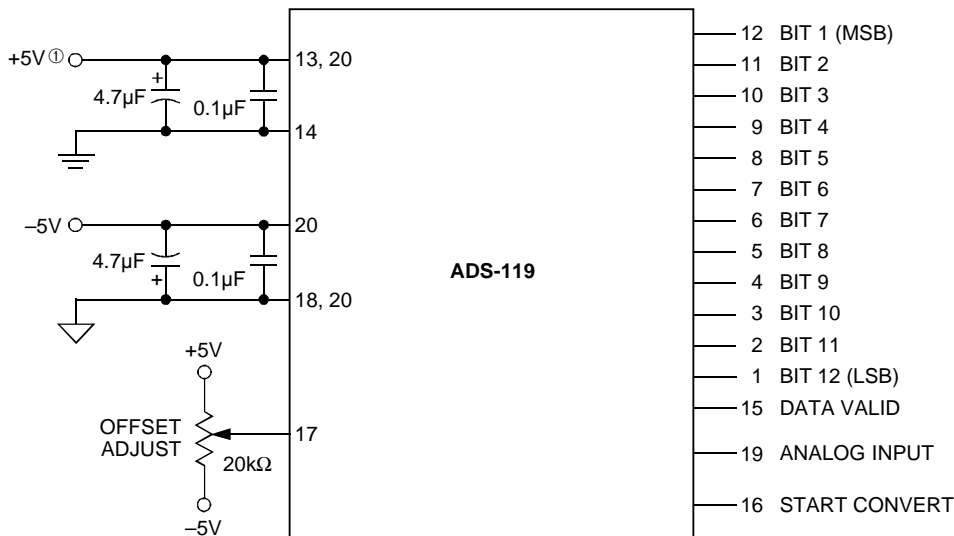 +5V ①
4.7µF
+
0.1µF
13, 20
14
–5V
4.7µF
+
0.1µF
20
18, 20
+5V
OFFSET
ADJUST
20kΩ
–5V
17
ADS-119
12 BIT 1 (MSB)
11 BIT 2
10 BIT 3
9 BIT 4
8 BIT 5
7 BIT 6
6 BIT 7
5 BIT 8
4 BIT 9
3 BIT 10
2 BIT 11
1 BIT 12 (LSB)
15 DATA VALID
19 ANALOG INPUT
16 START CONVERT